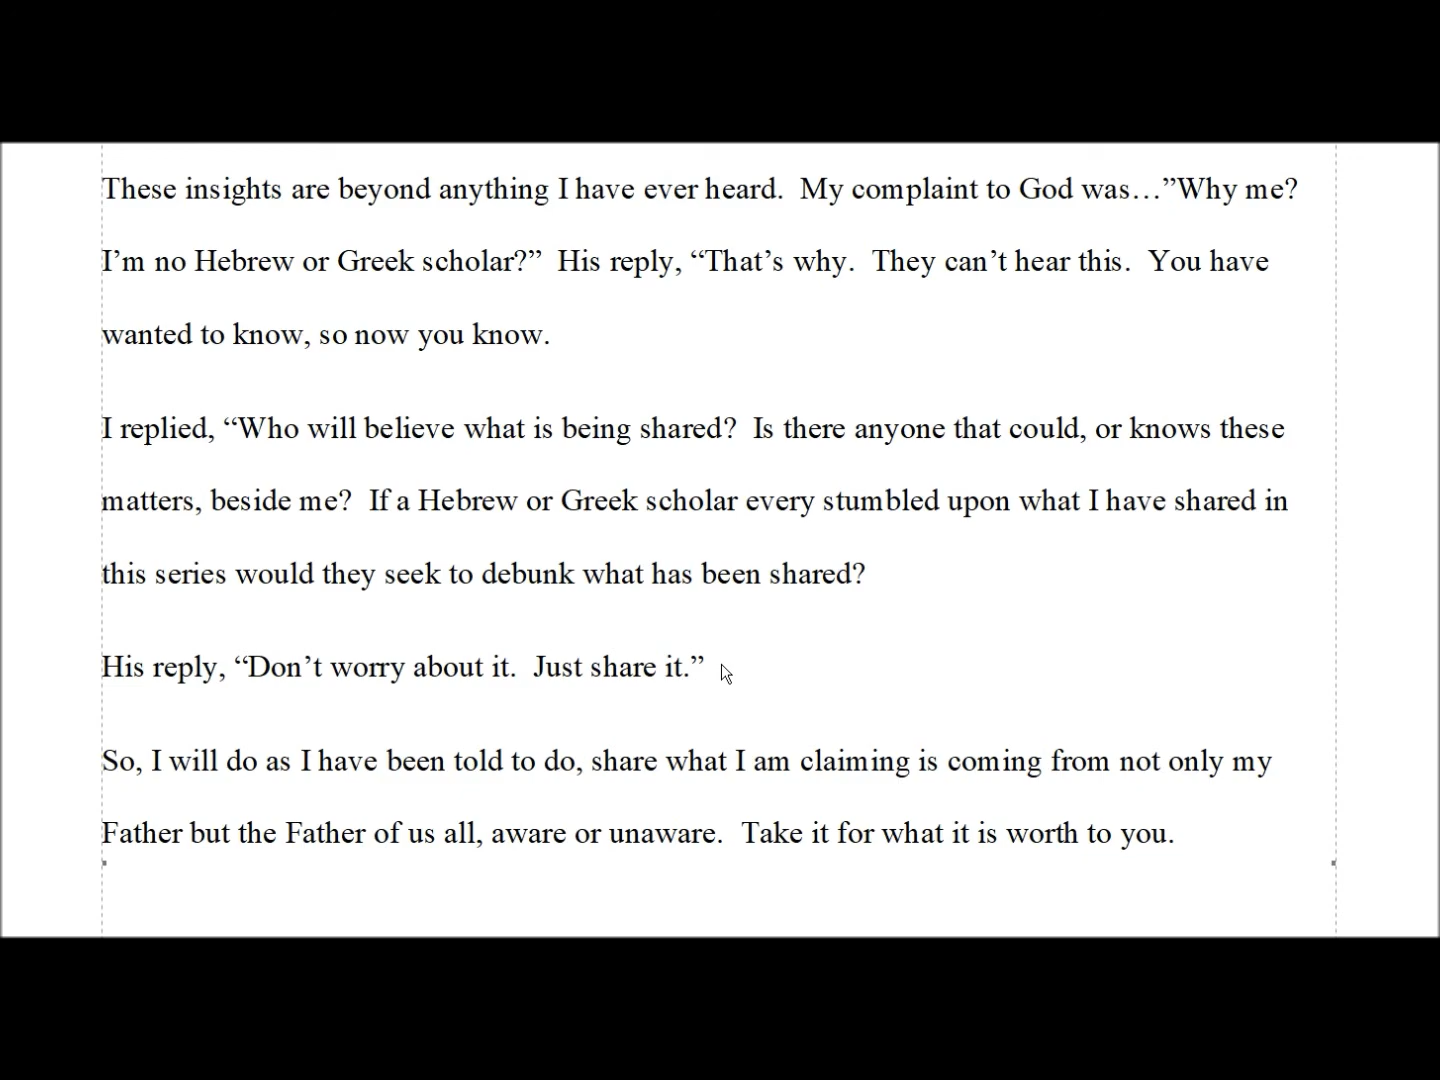 These insights are beyond anything I have ever heard.  My complaint to God was…”Why me?
I’m no Hebrew or Greek scholar?”  His reply, “That’s why.  They can’t hear this.  You have
wanted to know, so now you know.
I replied, “Who will believe what is being shared?  Is there anyone that could, or knows these
matters, beside me?  If a Hebrew or Greek scholar every stumbled upon what I have shared in
this series would they seek to debunk what has been shared?
His reply, “Don’t worry about it.  Just share it.”
So, I will do as I have been told to do, share what I am claiming is coming from not only my
Father but the Father of us all, aware or unaware.  Take it for what it is worth to you.